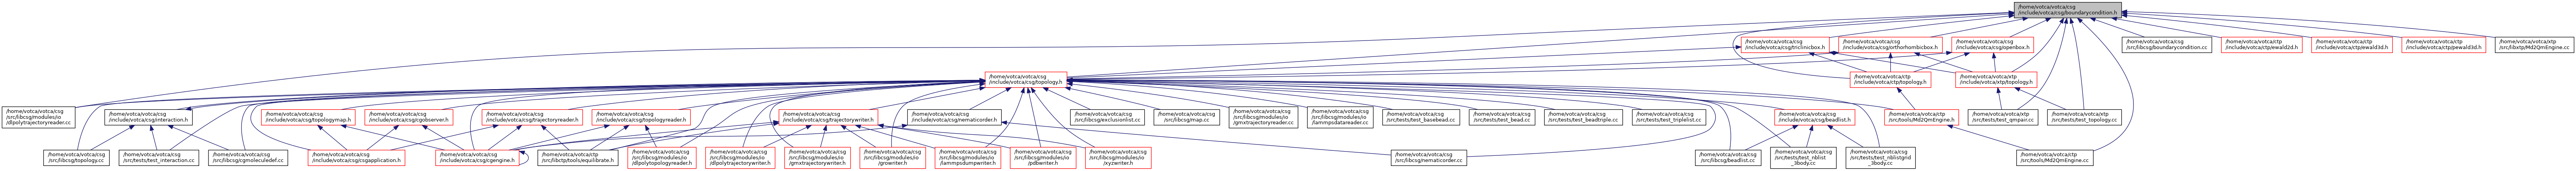 /home/votca/votca/csg
/include/votca/csg/boundarycondition.h
/home/votca/votca/csg
/include/votca/csg/triclinicbox.h
/home/votca/votca/csg
/include/votca/csg/orthorhombicbox.h
/home/votca/votca/csg
/include/votca/csg/openbox.h
/home/votca/votca/csg
/src/libcsg/boundarycondition.cc
/home/votca/votca/ctp
/include/votca/ctp/ewald2d.h
/home/votca/votca/ctp
/include/votca/ctp/ewald3d.h
/home/votca/votca/ctp
/include/votca/ctp/pewald3d.h
/home/votca/votca/xtp
/src/libxtp/Md2QmEngine.cc
/home/votca/votca/csg
/include/votca/csg/topology.h
/home/votca/votca/ctp
/include/votca/ctp/topology.h
/home/votca/votca/xtp
/include/votca/xtp/topology.h
/home/votca/votca/csg
/src/libcsg/modules/io
/dlpolytrajectoryreader.cc
/home/votca/votca/csg
/include/votca/csg/interaction.h
/home/votca/votca/csg
/include/votca/csg/topologymap.h
/home/votca/votca/csg
/include/votca/csg/cgobserver.h
/home/votca/votca/csg
/include/votca/csg/trajectoryreader.h
/home/votca/votca/csg
/include/votca/csg/topologyreader.h
/home/votca/votca/csg
/include/votca/csg/trajectorywriter.h
/home/votca/votca/csg
/include/votca/csg/nematicorder.h
/home/votca/votca/csg
/src/libcsg/exclusionlist.cc
/home/votca/votca/csg
/src/libcsg/map.cc
/home/votca/votca/csg
/src/libcsg/modules/io
/gmxtrajectoryreader.cc
/home/votca/votca/csg
/src/libcsg/modules/io
/lammpsdatareader.cc
/home/votca/votca/csg
/src/tests/test_basebead.cc
/home/votca/votca/csg
/src/tests/test_bead.cc
/home/votca/votca/csg
/src/tests/test_beadtriple.cc
/home/votca/votca/csg
/src/tests/test_triplelist.cc
/home/votca/votca/csg
/include/votca/csg/beadlist.h
/home/votca/votca/ctp
/src/tools/Md2QmEngine.h
/home/votca/votca/xtp
/src/tests/test_qmpair.cc
/home/votca/votca/xtp
/src/tests/test_topology.cc
/home/votca/votca/csg
/src/libcsg/topology.cc
/home/votca/votca/csg
/src/tests/test_interaction.cc
/home/votca/votca/csg
/src/libcsg/cgmoleculedef.cc
/home/votca/votca/csg
/include/votca/csg/csgapplication.h
/home/votca/votca/csg
/include/votca/csg/cgengine.h
/home/votca/votca/ctp
/src/libctp/tools/equilibrate.h
/home/votca/votca/csg
/src/libcsg/modules/io
/dlpolytopologyreader.h
/home/votca/votca/csg
/src/libcsg/modules/io
/dlpolytrajectorywriter.h
/home/votca/votca/csg
/src/libcsg/modules/io
/gmxtrajectorywriter.h
/home/votca/votca/csg
/src/libcsg/modules/io
/growriter.h
/home/votca/votca/csg
/src/libcsg/modules/io
/lammpsdumpwriter.h
/home/votca/votca/csg
/src/libcsg/modules/io
/pdbwriter.h
/home/votca/votca/csg
/src/libcsg/modules/io
/xyzwriter.h
/home/votca/votca/csg
/src/libcsg/nematicorder.cc
/home/votca/votca/csg
/src/libcsg/beadlist.cc
/home/votca/votca/csg
/src/tests/test_nblist
_3body.cc
/home/votca/votca/csg
/src/tests/test_nblistgrid
_3body.cc
/home/votca/votca/ctp
/src/tools/Md2QmEngine.cc